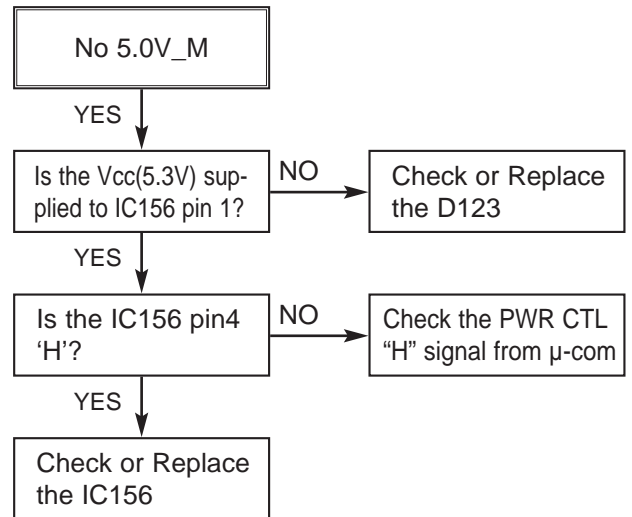 No 5.0V_M
YES
Is the Vcc(5.3V) sup-
plied to IC156 pin 1?
NO
Check or Replace
the D123
YES
Is the IC156 pin4
‘H’?
NO
Check the PWR CTL
“H” signal from µ-com
YES
Check or Replace
the IC156